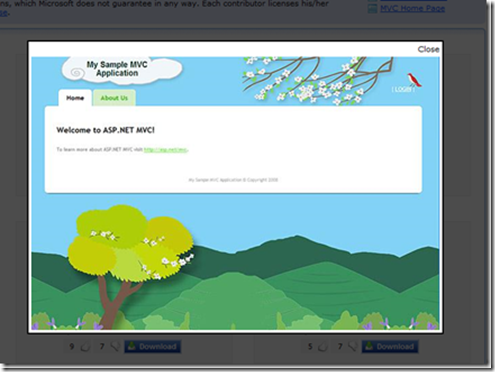 ns, which Microsoft does not guarantee in any way. Each contributor licenses his/her
se.
MVC Home Page
Close
My Sample MVC
Application
[ LOGIN ]
Home
About Us
Welcome to ASP.NET MVC!
To learn more about ASP.NET MVC visit http://asp.net/mvc.
My Sample MVC Application © Copyright 2008
9 7 Download
5 7 Download